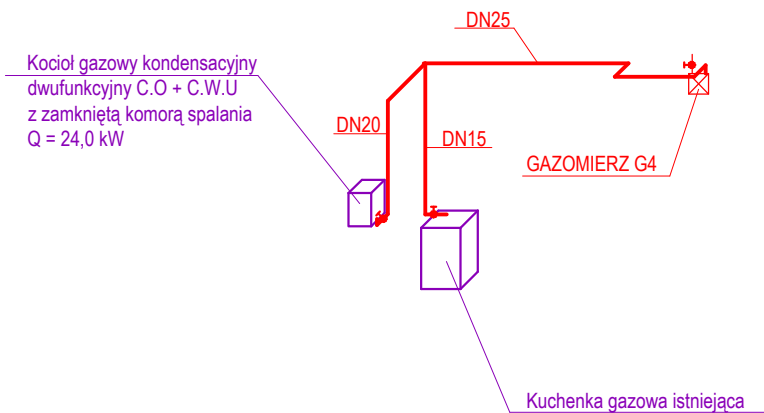 DN25
Kocioł gazowy kondensacyjny
dwufunkcyjny C.O + C.W.U
z zamkniętą komorą spalania
Q = 24,0 kW
DN20
DN15
GAZOMIERZ G4
Kuchenka gazowa istniejąca